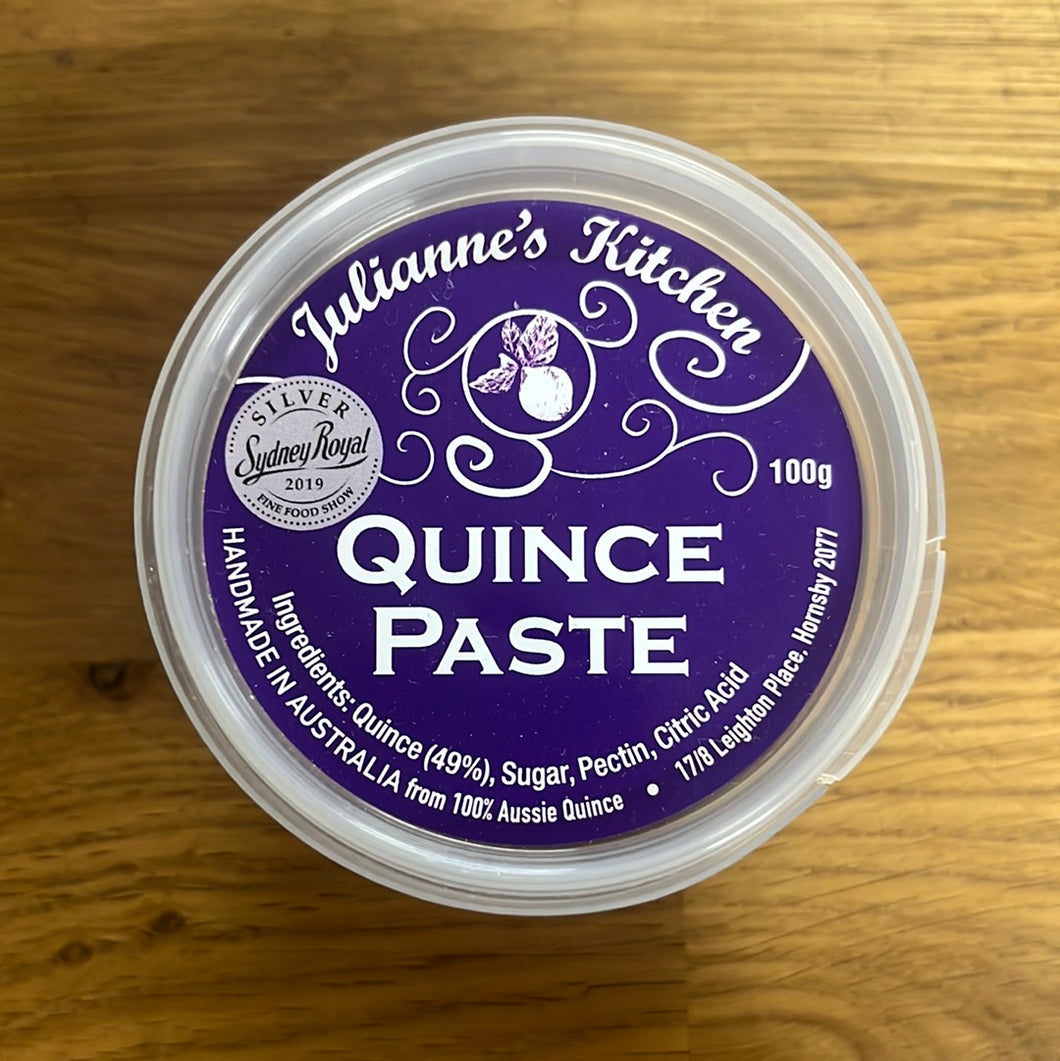 Julianne's Kitchen
SILVER
Sydney Royal
2019
FINE FOOD SHOW
100g
QUINCE
PASTE
Ingredients: Quince (49%), Sugar, Pectin, Citric Acid
HANDMADE IN AUSTRALIA from 100% Aussie Quince • 17/8 Leighton Place, Hornsby 2077